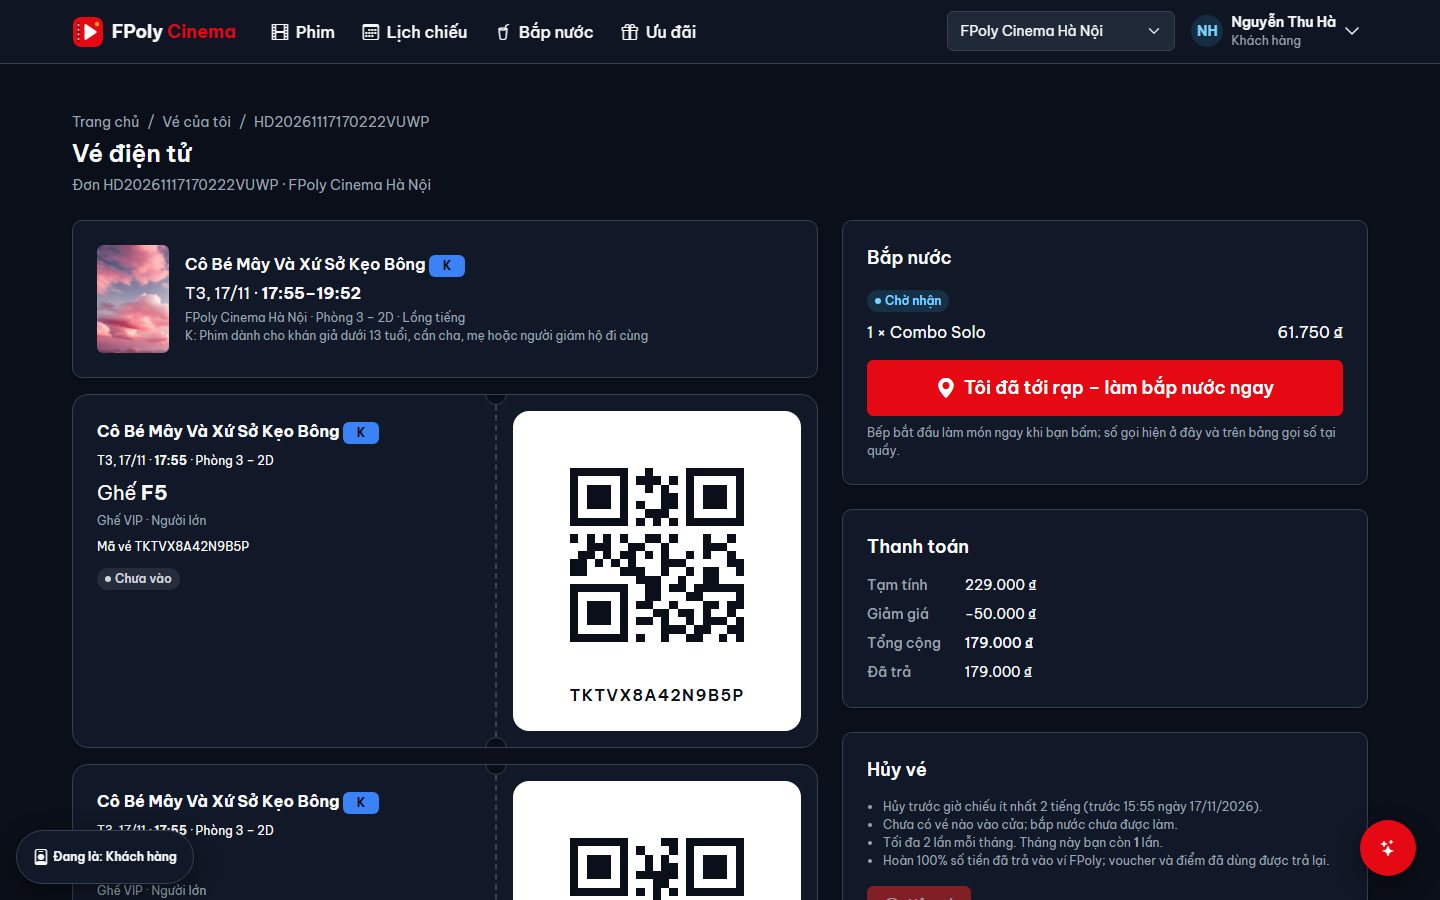 FPoly Cinema
Phim
Lịch chiếu
Bắp nước
Ưu đãi
FPoly Cinema Hà Nội
NH
Nguyễn Thu Hà
Khách hàng
Trang chủ / Vé của tôi / HD20261117170222VUWP
Vé điện tử
Đơn HD20261117170222VUWP · FPoly Cinema Hà Nội
Cô Bé Mây Và Xứ Sở Kẹo Bông K
T3, 17/11 · 17:55–19:52
FPoly Cinema Hà Nội · Phòng 3 – 2D · Lồng tiếng
K: Phim dành cho khán giả dưới 13 tuổi, cần cha, mẹ hoặc người giám hộ đi cùng
Cô Bé Mây Và Xứ Sở Kẹo Bông K
T3, 17/11 · 17:55 · Phòng 3 – 2D
Ghế F5
Ghế VIP · Người lớn
Mã vé TKTVX8A42N9B5P
Chưa vào
TKTVX8A42N9B5P
Cô Bé Mây Và Xứ Sở Kẹo Bông K
T3, 17/11 · 17:55 · Phòng 3 – 2D
Đang là: Khách hàng
Ghế VIP · Người lớn
Bắp nước
Chờ nhận
1 × Combo Solo 61.750 ₫
Tôi đã tới rạp – làm bắp nước ngay
Bếp bắt đầu làm món ngay khi bạn bấm; số gọi hiện ở đây và trên bảng gọi số tại
quầy.
Thanh toán
Tạm tính 229.000 ₫
Giảm giá -50.000 ₫
Tổng cộng 179.000 ₫
Đã trả 179.000 ₫
Hủy vé
Hủy trước giờ chiếu ít nhất 2 tiếng (trước 15:55 ngày 17/11/2026).
Chưa có vé nào vào cửa; bắp nước chưa được làm.
Tối đa 2 lần mỗi tháng. Tháng này bạn còn 1 lần.
Hoàn 100% số tiền đã trả vào ví FPoly; voucher và điểm đã dùng được trả lại.